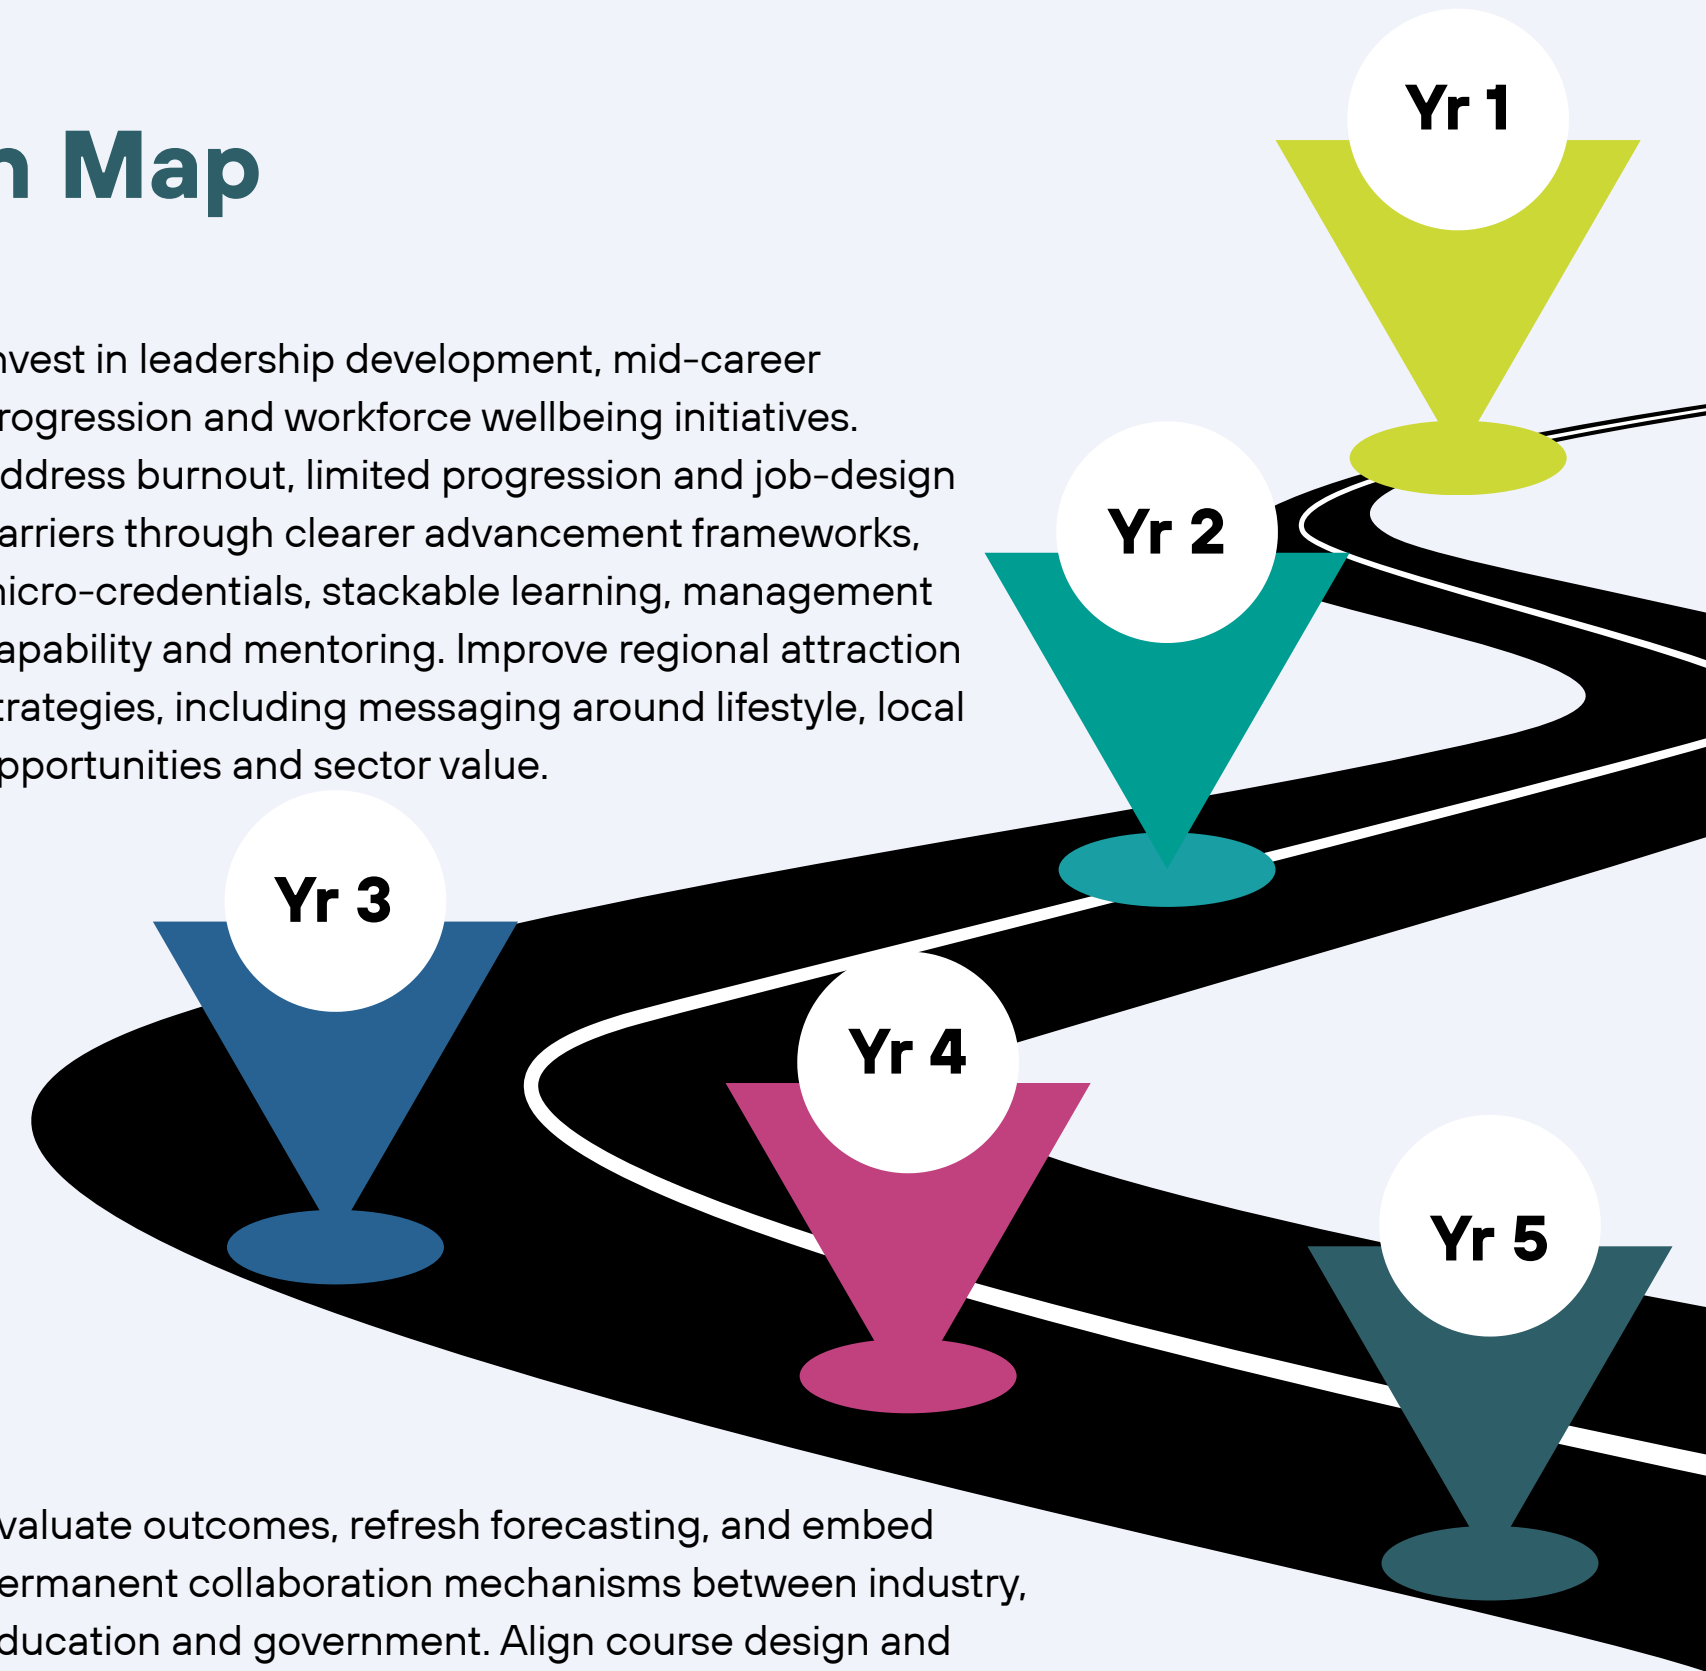 n Map
Yr 1
nvest in leadership development, mid-career
rogression and workforce wellbeing initiatives.
ddress burnout, limited progression and job-design
arriers through clearer advancement frameworks,
nicro-credentials, stackable learning, management
apability and mentoring. Improve regional attraction
trategies, including messaging around lifestyle, local
pportunities and sector value.
Yr 2
Yr 3
Yr 4
Yr 5
valuate outcomes, refresh forecasting, and embed
ermanent collaboration mechanisms between industry,
ducation and government. Align course design and